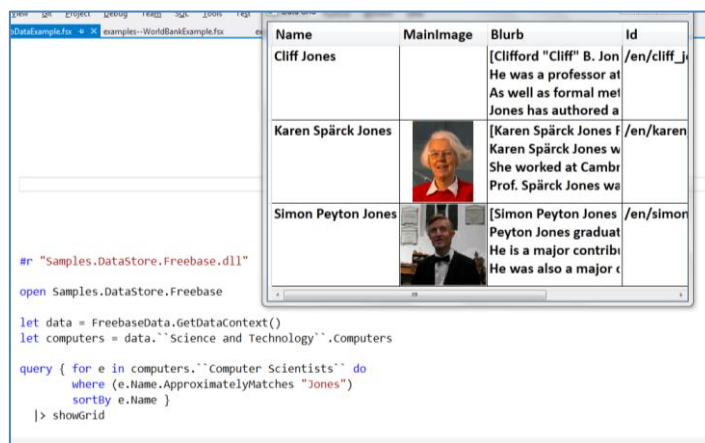 View Git Project Debug Team SQL Tools Test
Data Grid
bDataExample.fsx examples--WorldBankExample.fsx
Name MainImage Blurb Id
Cliff Jones [Clifford "Cliff" B. Jon /en/cliff_j
He was a professor at
As well as formal met
Jones has authored a
Karen Spärck Jones [Karen Spärck Jones F /en/karen
Karen Spärck Jones w
She worked at Cambr
Prof. Spärck Jones wa
Simon Peyton Jones [Simon Peyton Jones /en/simon
Peyton Jones graduat
He is a major contribu
He was also a major c
#r "Samples.DataStore.Freebase.dll"
open Samples.DataStore.Freebase
let data = FreebaseData.GetDataContext()
let computers = data.``Science and Technology``.Computers
query { for e in computers.``Computer Scientists`` do
where (e.Name.ApproximatelyMatches "Jones")
sortBy e.Name }
|> showGrid